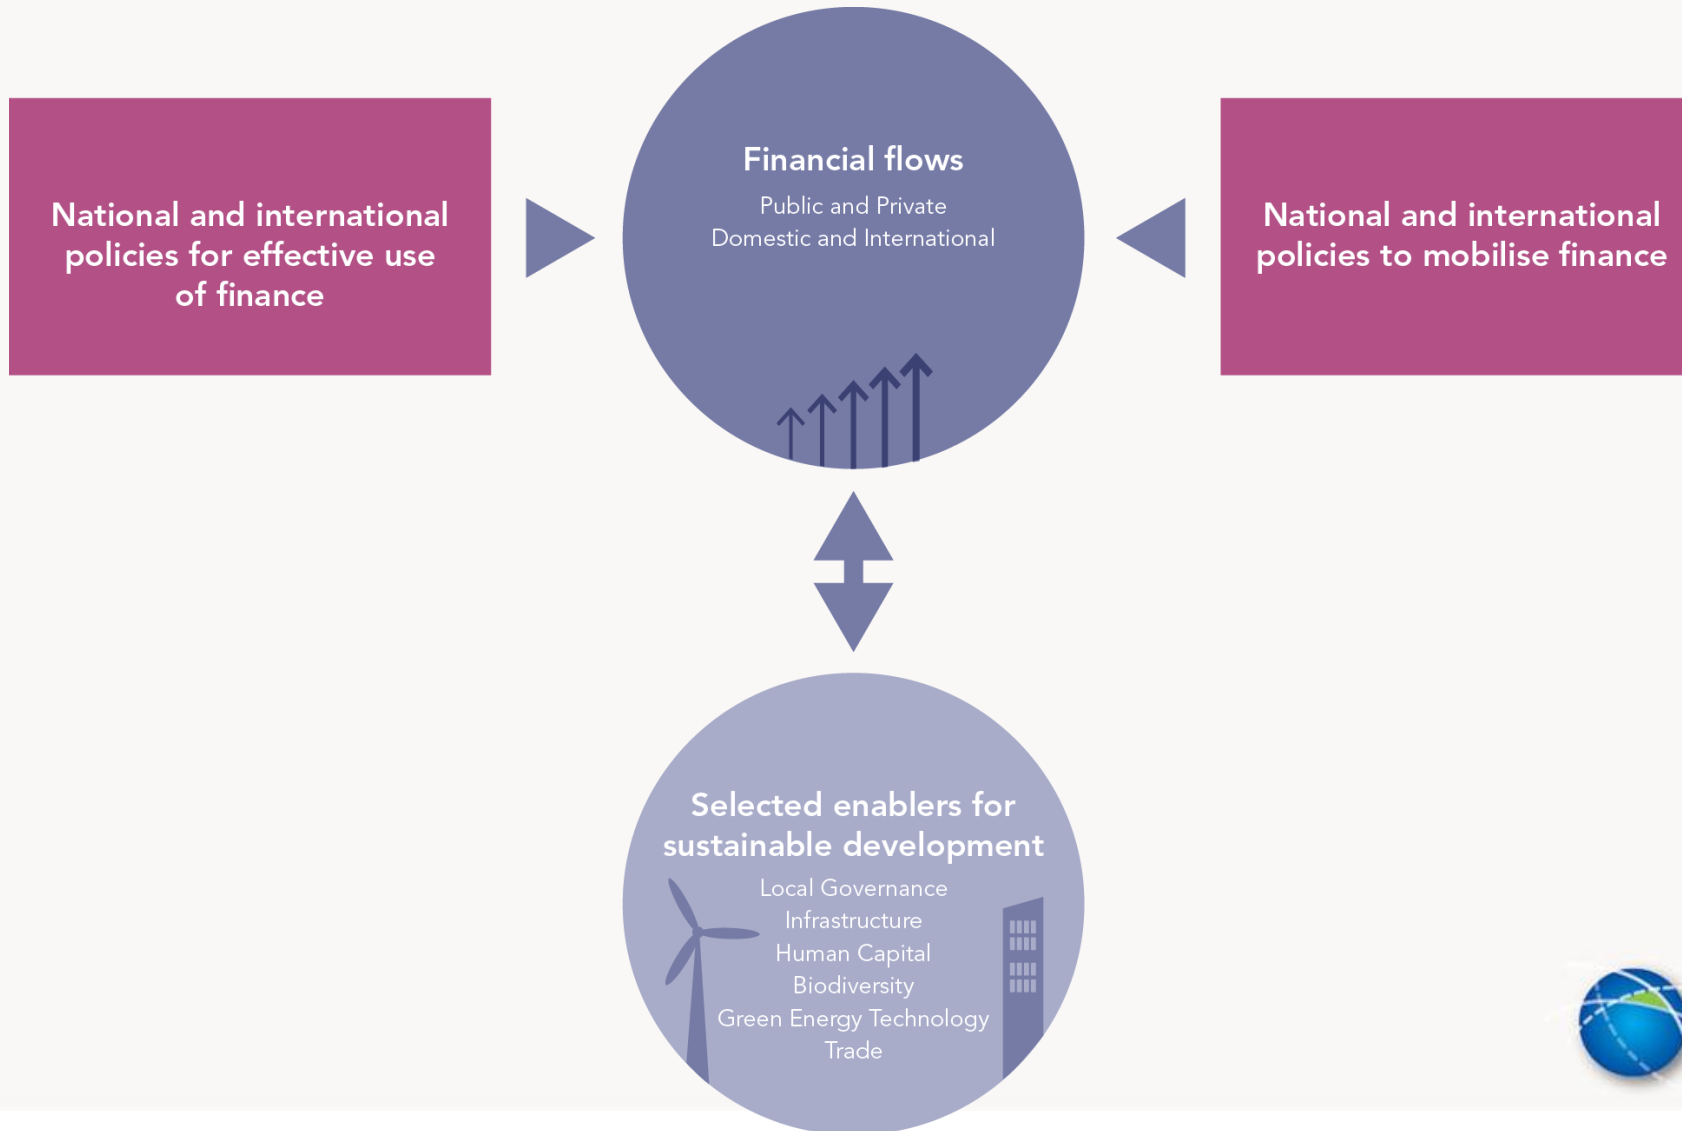 Financial flows
Public and Private
Domestic and International
National and international
policies for effective use
of finance
National and international
policies to mobilise finance
Selected enablers for
sustainable development
Local Governance
Infrastructure
Human Capital
Biodiversity
Green Energy Technology
Trade